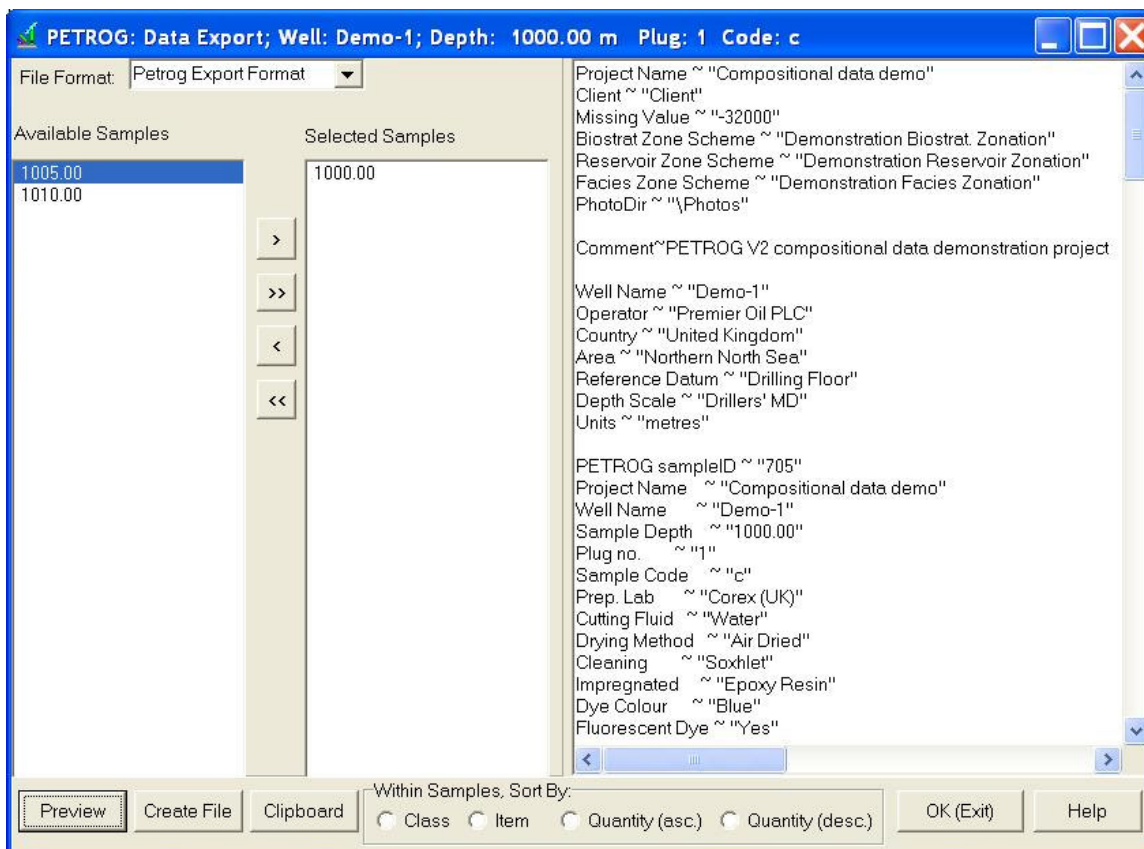 PETROG: Data Export; Well: Demo-1; Depth: 1000.00 m Plug: 1 Code: c
File Format: Petrog Export Format
Available Samples
1005.00
1010.00
>
>>
<
<<
Selected Samples
1000.00
Project Name ~ "Compositional data demo"
Client ~ "Client"
Missing Value ~ "-32000"
Biostrat Zone Scheme ~ "Demonstration Biostrat. Zonation"
Reservoir Zone Scheme ~ "Demonstration Reservoir Zonation"
Facies Zone Scheme ~ "Demonstration Facies Zonation"
PhotoDir ~ "\Photos"
Comment~PETROG V2 compositional data demonstration project
Well Name ~ "Demo-1"
Operator ~ "Premier Oil PLC"
Country ~ "United Kingdom"
Area ~ "Northern North Sea"
Reference Datum ~ "Drilling Floor"
Depth Scale ~ "Drillers' MD"
Units ~ "metres"
PETROG sampleID ~ "705"
Project Name ~ "Compositional data demo"
Well Name ~ "Demo-1"
Sample Depth ~ "1000.00"
Plug no. ~ "1"
Sample Code ~ "c"
Prep. Lab ~ "Corex (UK)"
Cutting Fluid ~ "Water"
Drying Method ~ "Air Dried"
Cleaning ~ "Soxhlet"
Impregnated ~ "Epoxy Resin"
Dye Colour ~ "Blue"
Fluorescent Dye ~ "Yes"
Preview Create File Clipboard
Within Samples, Sort By:
Class Item Quantity (asc.) Quantity (desc.)
OK (Exit) Help